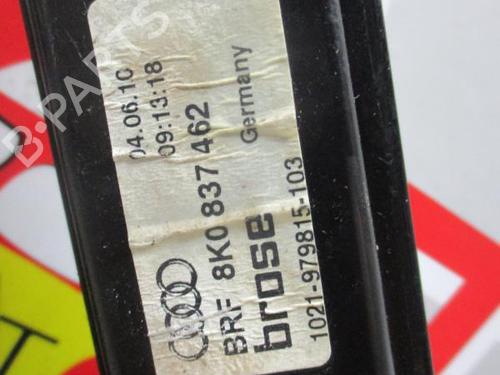 04.06.10
09:13:18
BRF 8K0 837 462
brose Germany
1021-979815-103
B-PARTS